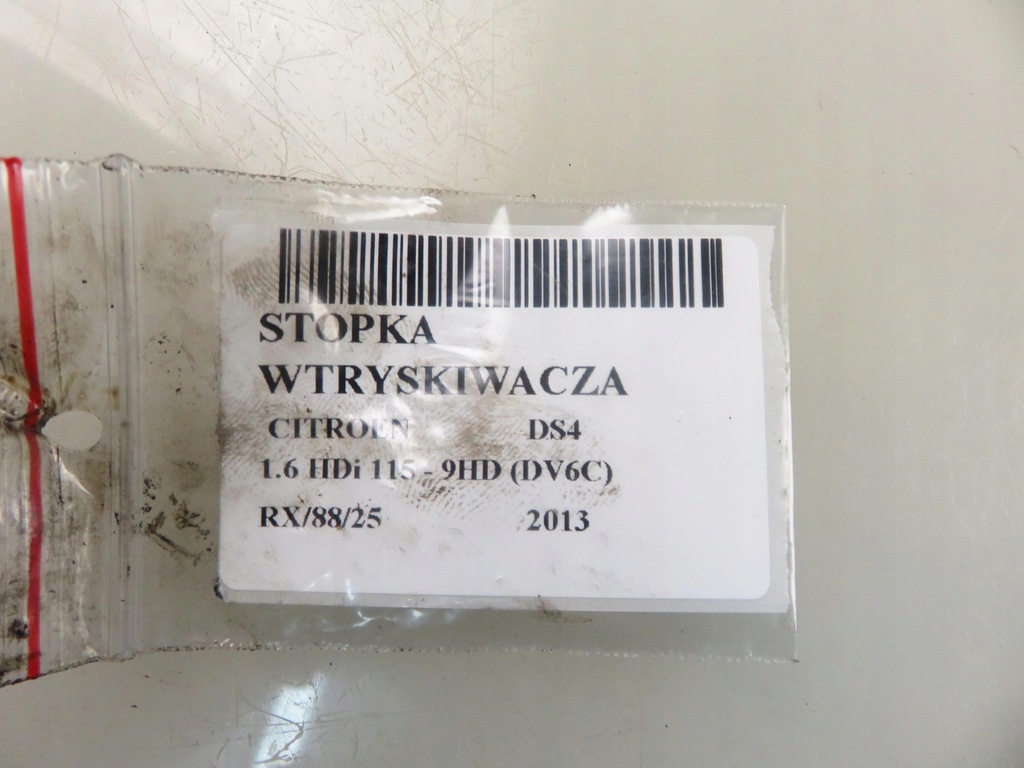 STOPKA
WTRYSKIWACZA
CITROEN DS4
1.6 HDi 115 - 9HD (DV6C)
RX/88/25 2013